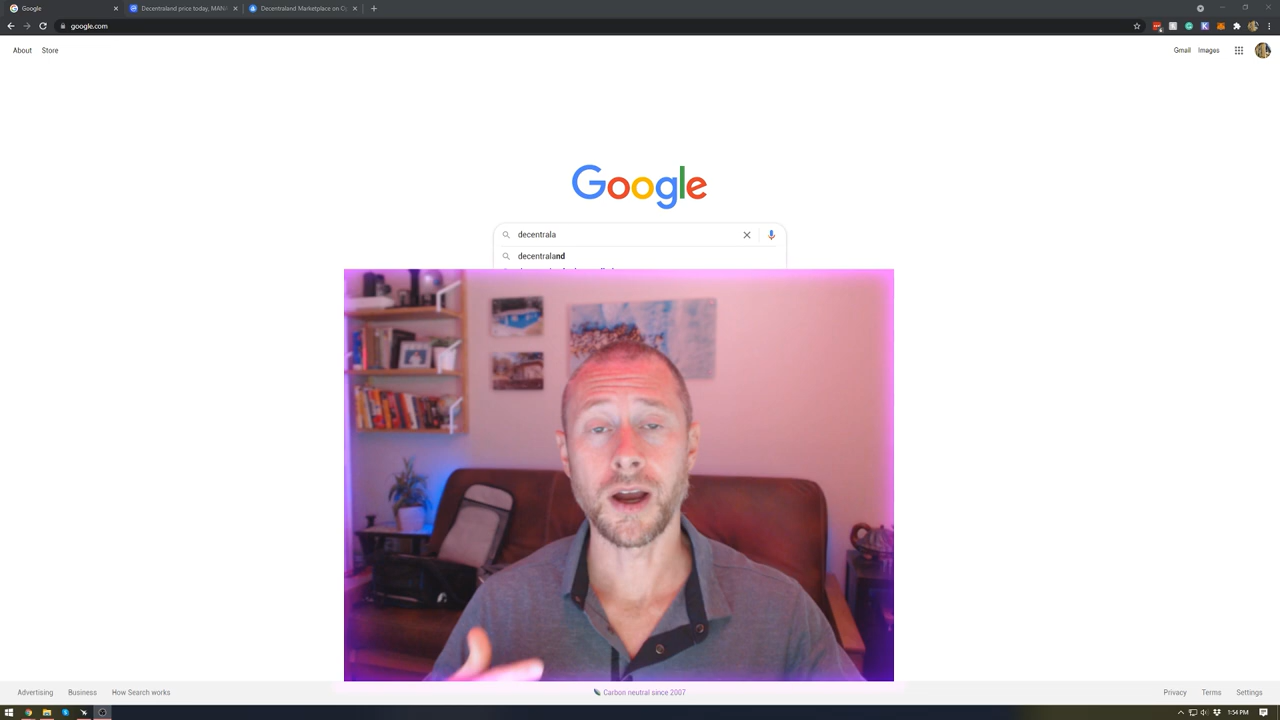 Google
Decentraland price today, MANA
Decentraland Marketplace on Op
google.com
About
Store
Gmail
Images
Google
decentrala
decentraland
Advertising
Business
How Search works
Carbon neutral since 2007
Privacy
Terms
Settings
1:54 PM